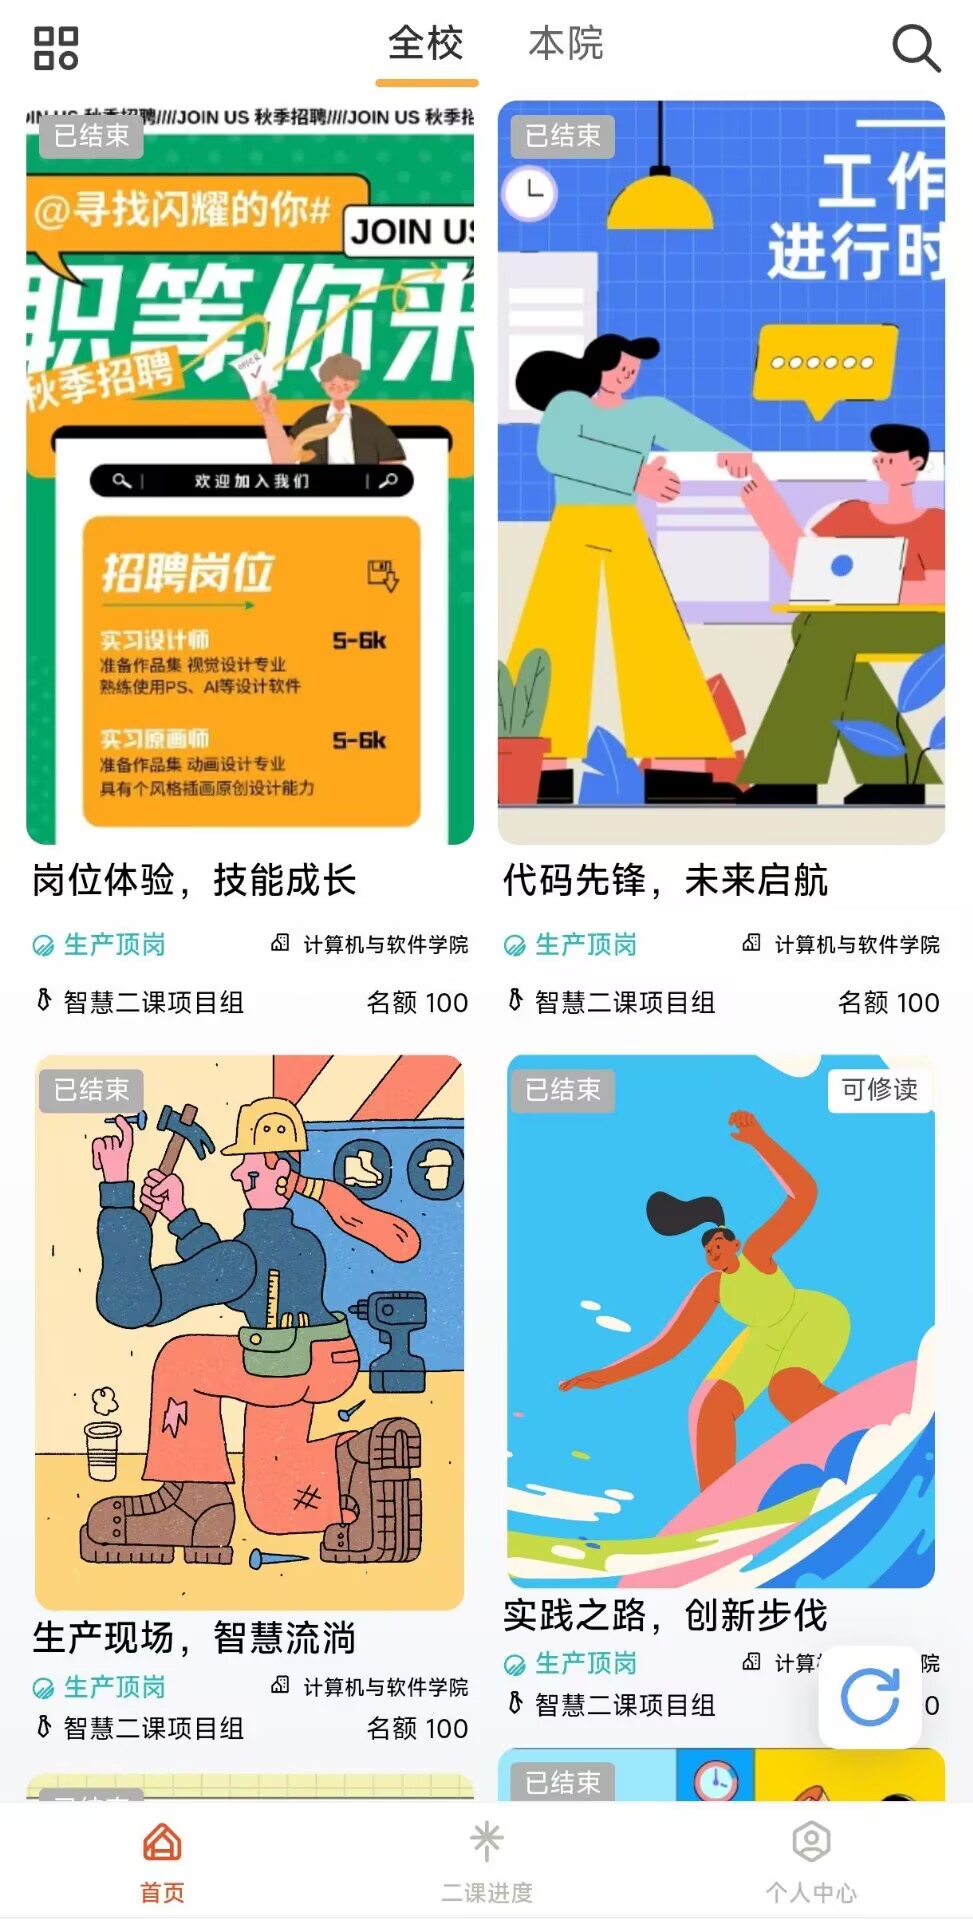 全校 本院
JOIN US 秋季招聘////JOIN US 秋季招
已结束
@寻找闪耀的你#
JOIN US
职等你来
秋季招聘
欢迎加入我们
招聘岗位
实习设计师 5-6k
准备作品集 视觉设计专业
熟练使用PS、AI等设计软件
实习原画师 5-6k
准备作品集 动画设计专业
具有个风格插画原创设计能力
岗位体验，技能成长
生产顶岗 计算机与软件学院
智慧二课项目组 名额 100
已结束
工作
进行时
代码先锋，未来启航
生产顶岗 计算机与软件学院
智慧二课项目组 名额 100
已结束
生产现场，智慧流淌
生产顶岗 计算机与软件学院
智慧二课项目组 名额 100
已结束 可修读
实践之路，创新步伐
生产顶岗 计算 院
智慧二课项目组 0
已结束
首页 二课进度 个人中心